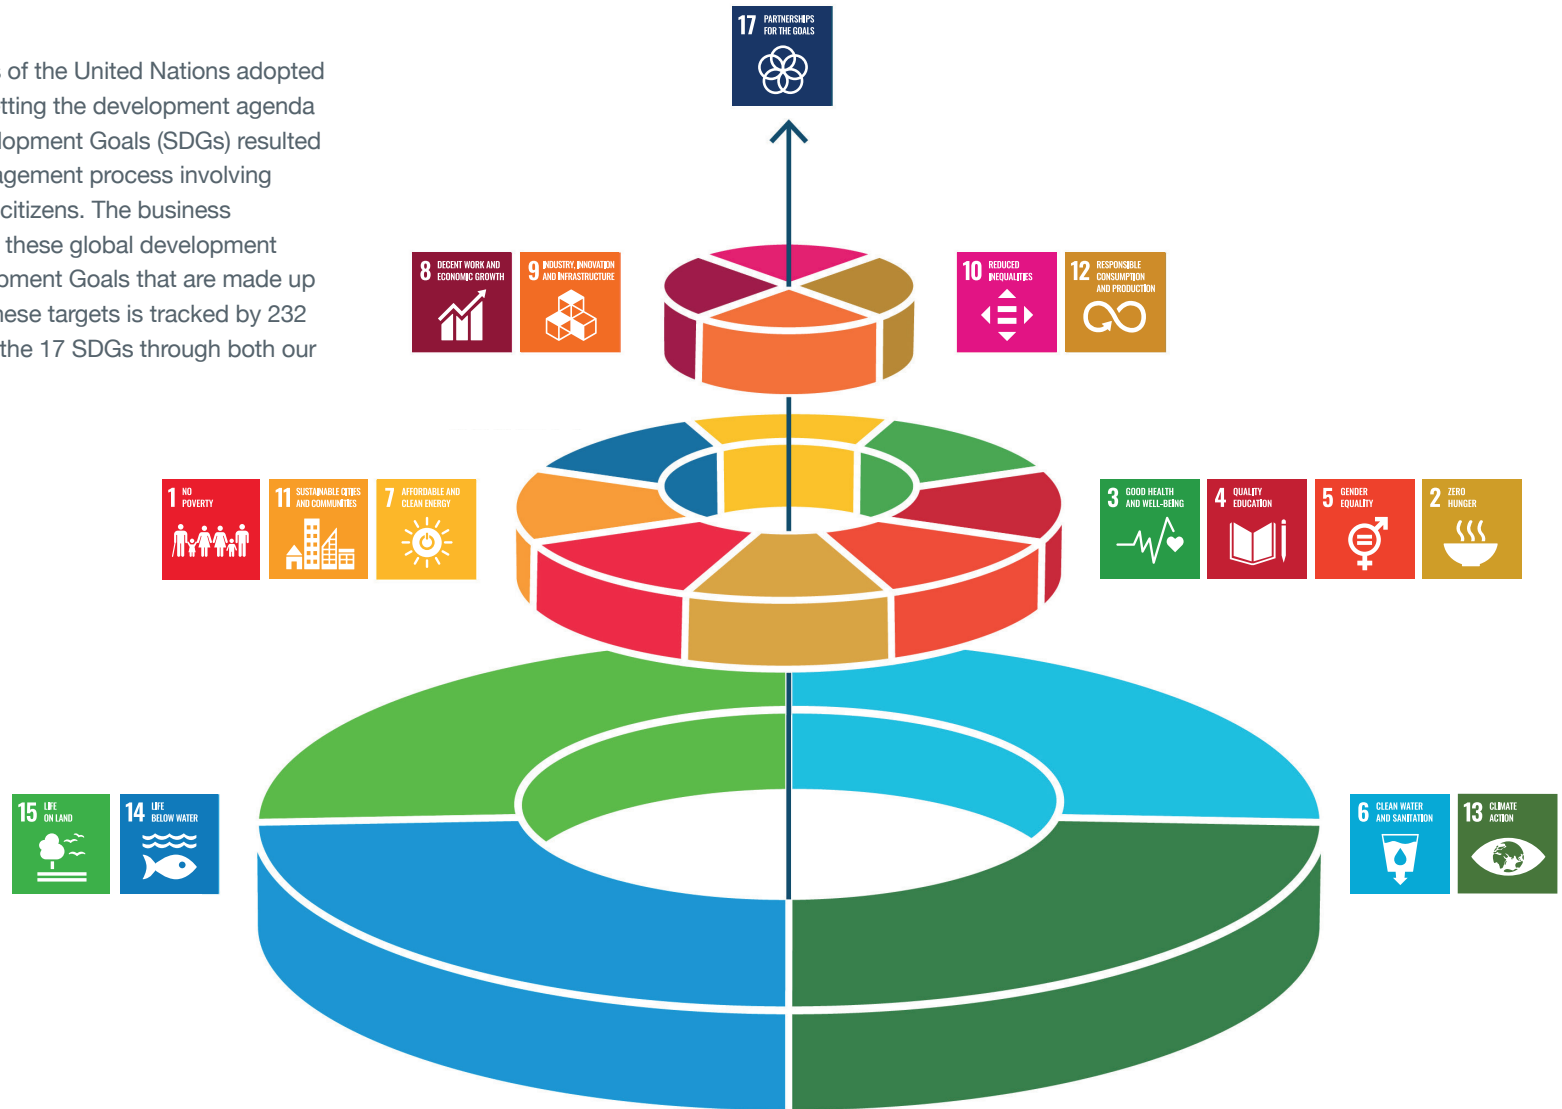 s of the United Nations adopted
tting the development agenda
lopment Goals (SDGs) resulted
agement process involving
citizens. The business
these global development
opment Goals that are made up
hese targets is tracked by 232
the 17 SDGs through both our
17 PARTNERSHIPS
FOR THE GOALS
8 DECENT WORK AND
ECONOMIC GROWTH
9 INDUSTRY, INNOVATION
AND INFRASTRUCTURE
10 REDUCED
INEQUALITIES
12 RESPONSIBLE
CONSUMPTION
AND PRODUCTION
1 NO
POVERTY
11 SUSTAINABLE CITIES
AND COMMUNITIES
7 AFFORDABLE AND
CLEAN ENERGY
3 GOOD HEALTH
AND WELL-BEING
4 QUALITY
EDUCATION
5 GENDER
EQUALITY
2 ZERO
HUNGER
15 LIFE
ON LAND
14 LIFE
BELOW WATER
6 CLEAN WATER
AND SANITATION
13 CLIMATE
ACTION